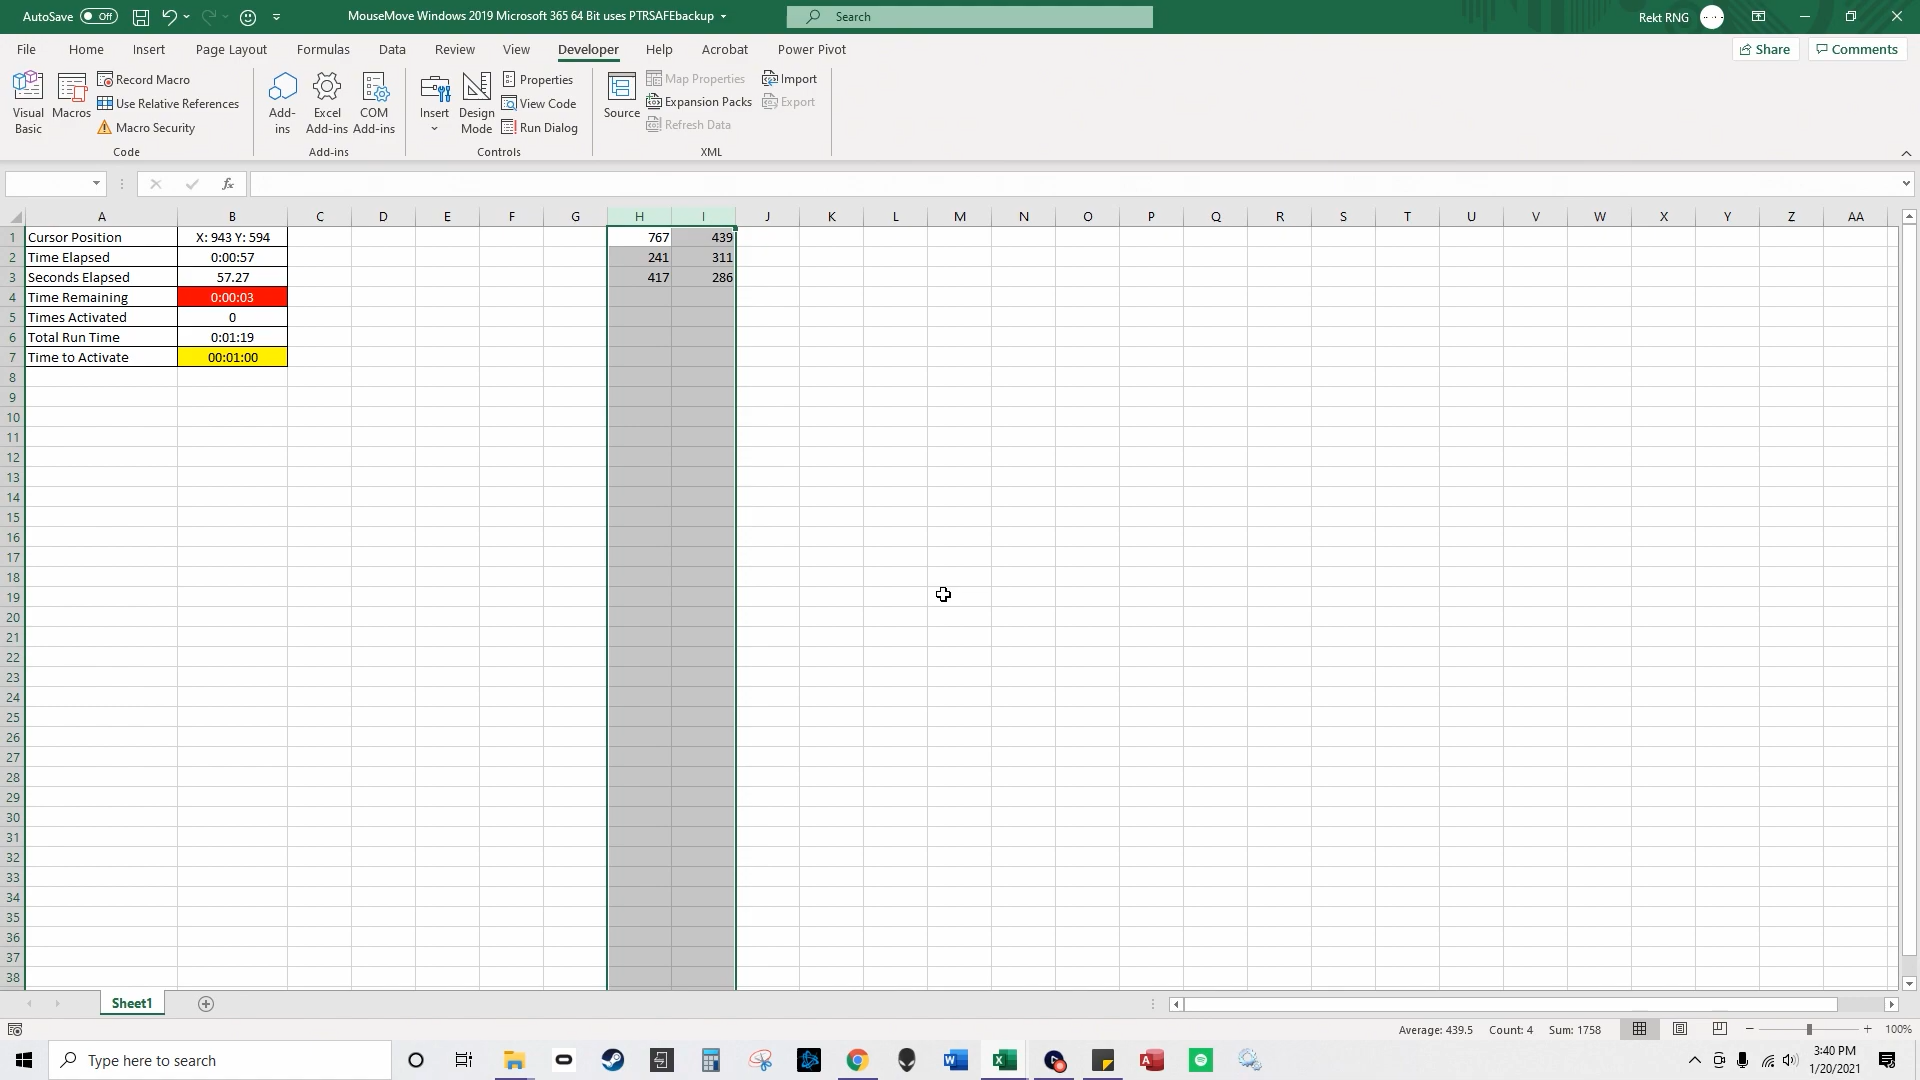 AutoSave Off MouseMove Windows 2019 Microsoft 365 64 Bit uses PTRSAFEbackup Search Rekt RNG
File Home Insert Page Layout Formulas Data Review View Developer Help Acrobat Power Pivot Share Comments
Visual Basic
Macros
Record Macro
Use Relative References
Macro Security
Code
Add-ins
Excel Add-ins
COM Add-ins
Add-ins
Insert
Design Mode
Properties
View Code
Run Dialog
Controls
Source
Map Properties
Expansion Packs
Refresh Data
Import
Export
XML
fx
A B C D E F G H I J K L M N O P Q R S T U V W X Y Z AA
1 Cursor Position X: 943 Y: 594 767 439
2 Time Elapsed 0:00:57 241 311
3 Seconds Elapsed 57.27 417 286
4 Time Remaining 0:00:03
5 Times Activated 0
6 Total Run Time 0:01:19
7 Time to Activate 00:01:00
8
9
10
11
12
13
14
15
16
17
18
19
20
21
22
23
24
25
26
27
28
29
30
31
32
33
34
35
36
37
38
Sheet1
Average: 439.5 Count: 4 Sum: 1758 100%
Type here to search
3:40 PM
1/20/2021